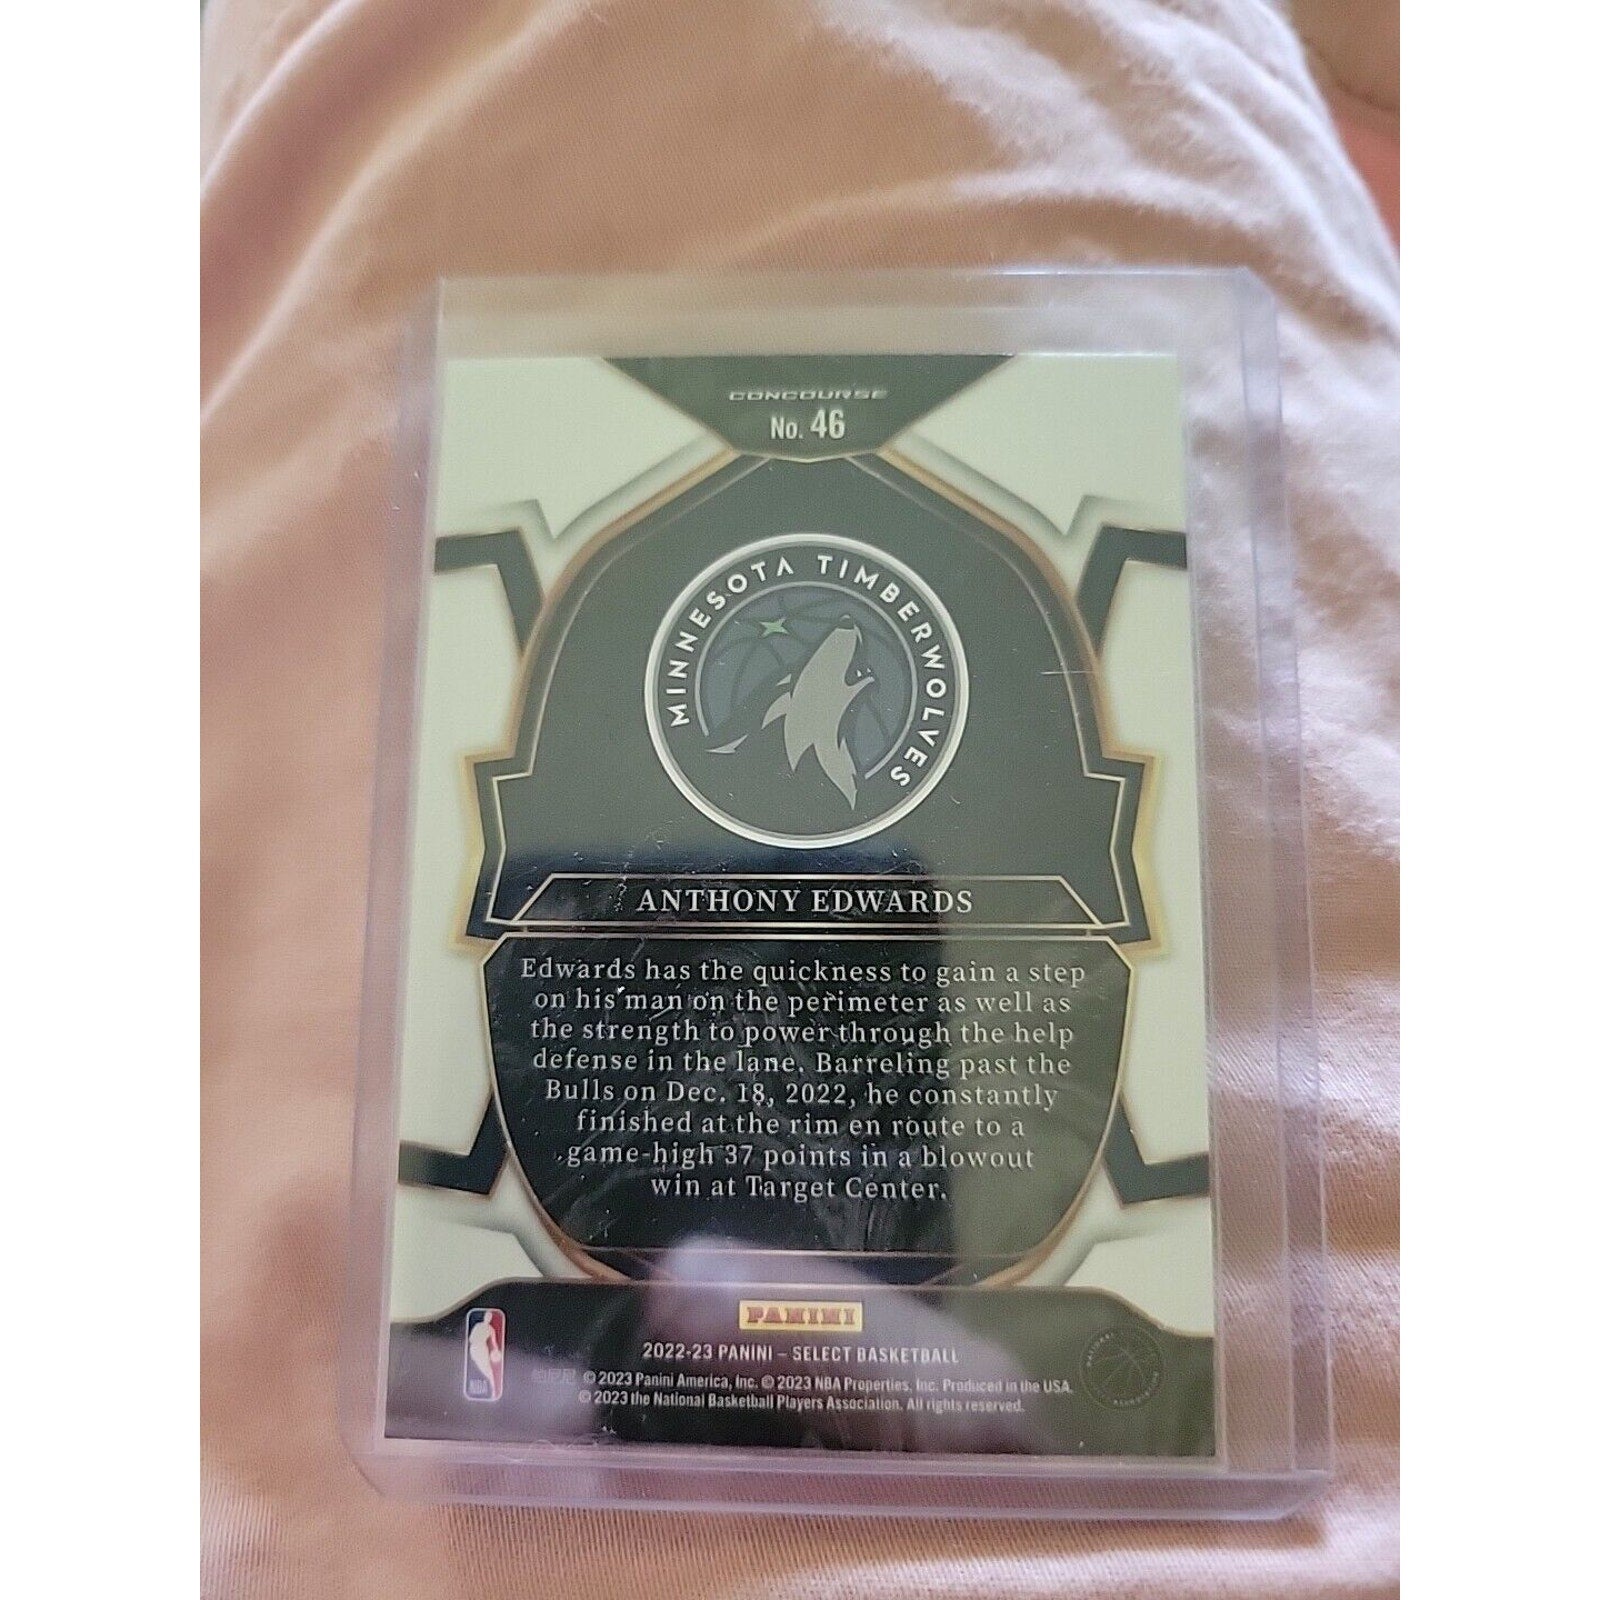 CONCOURSE
No. 46
MINNESOTA TIMBERWOLVES
ANTHONY EDWARDS
Edwards has the quickness to gain a step
on his man on the perimeter as well as
the strength to power through the help
defense in the lane. Barreling past the
Bulls on Dec. 18, 2022, he constantly
finished at the rim en route to a
game-high 37 points in a blowout
win at Target Center.
PANINI
2022-23 PANINI – SELECT BASKETBALL
NBA
© 2023 Panini America, Inc. © 2023 NBA Properties, Inc. Produced in the USA.
© 2023 the National Basketball Players Association. All rights reserved.